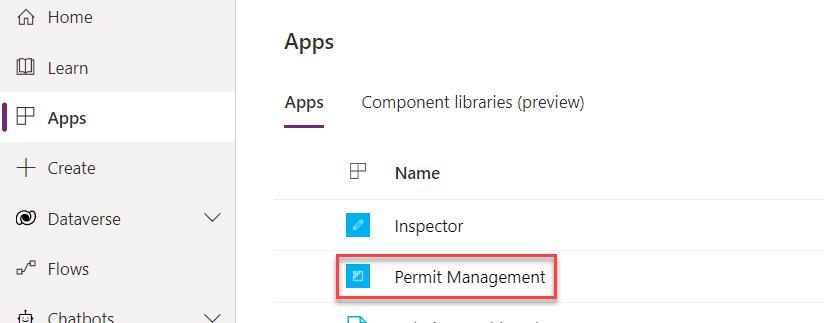 Home
Learn
Apps
Create
Dataverse
Flows
Chatbots
Apps
Apps Component libraries (preview)
Name
Inspector
Permit Management